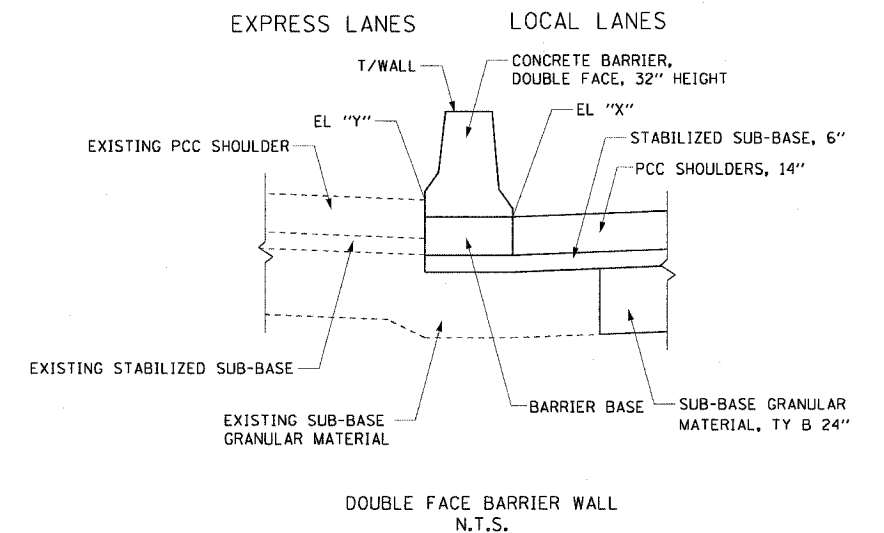 EXPRESS LANES
LOCAL LANES
T/WALL
CONCRETE BARRIER,
DOUBLE FACE, 32" HEIGHT
EL "Y"
EL "X"
EXISTING PCC SHOULDER
STABILIZED SUB-BASE, 6"
PCC SHOULDERS, 14"
EXISTING STABILIZED SUB-BASE
EXISTING SUB-BASE
GRANULAR MATERIAL
BARRIER BASE
SUB-BASE GRANULAR
MATERIAL, TY B 24"
DOUBLE FACE BARRIER WALL
N.T.S.